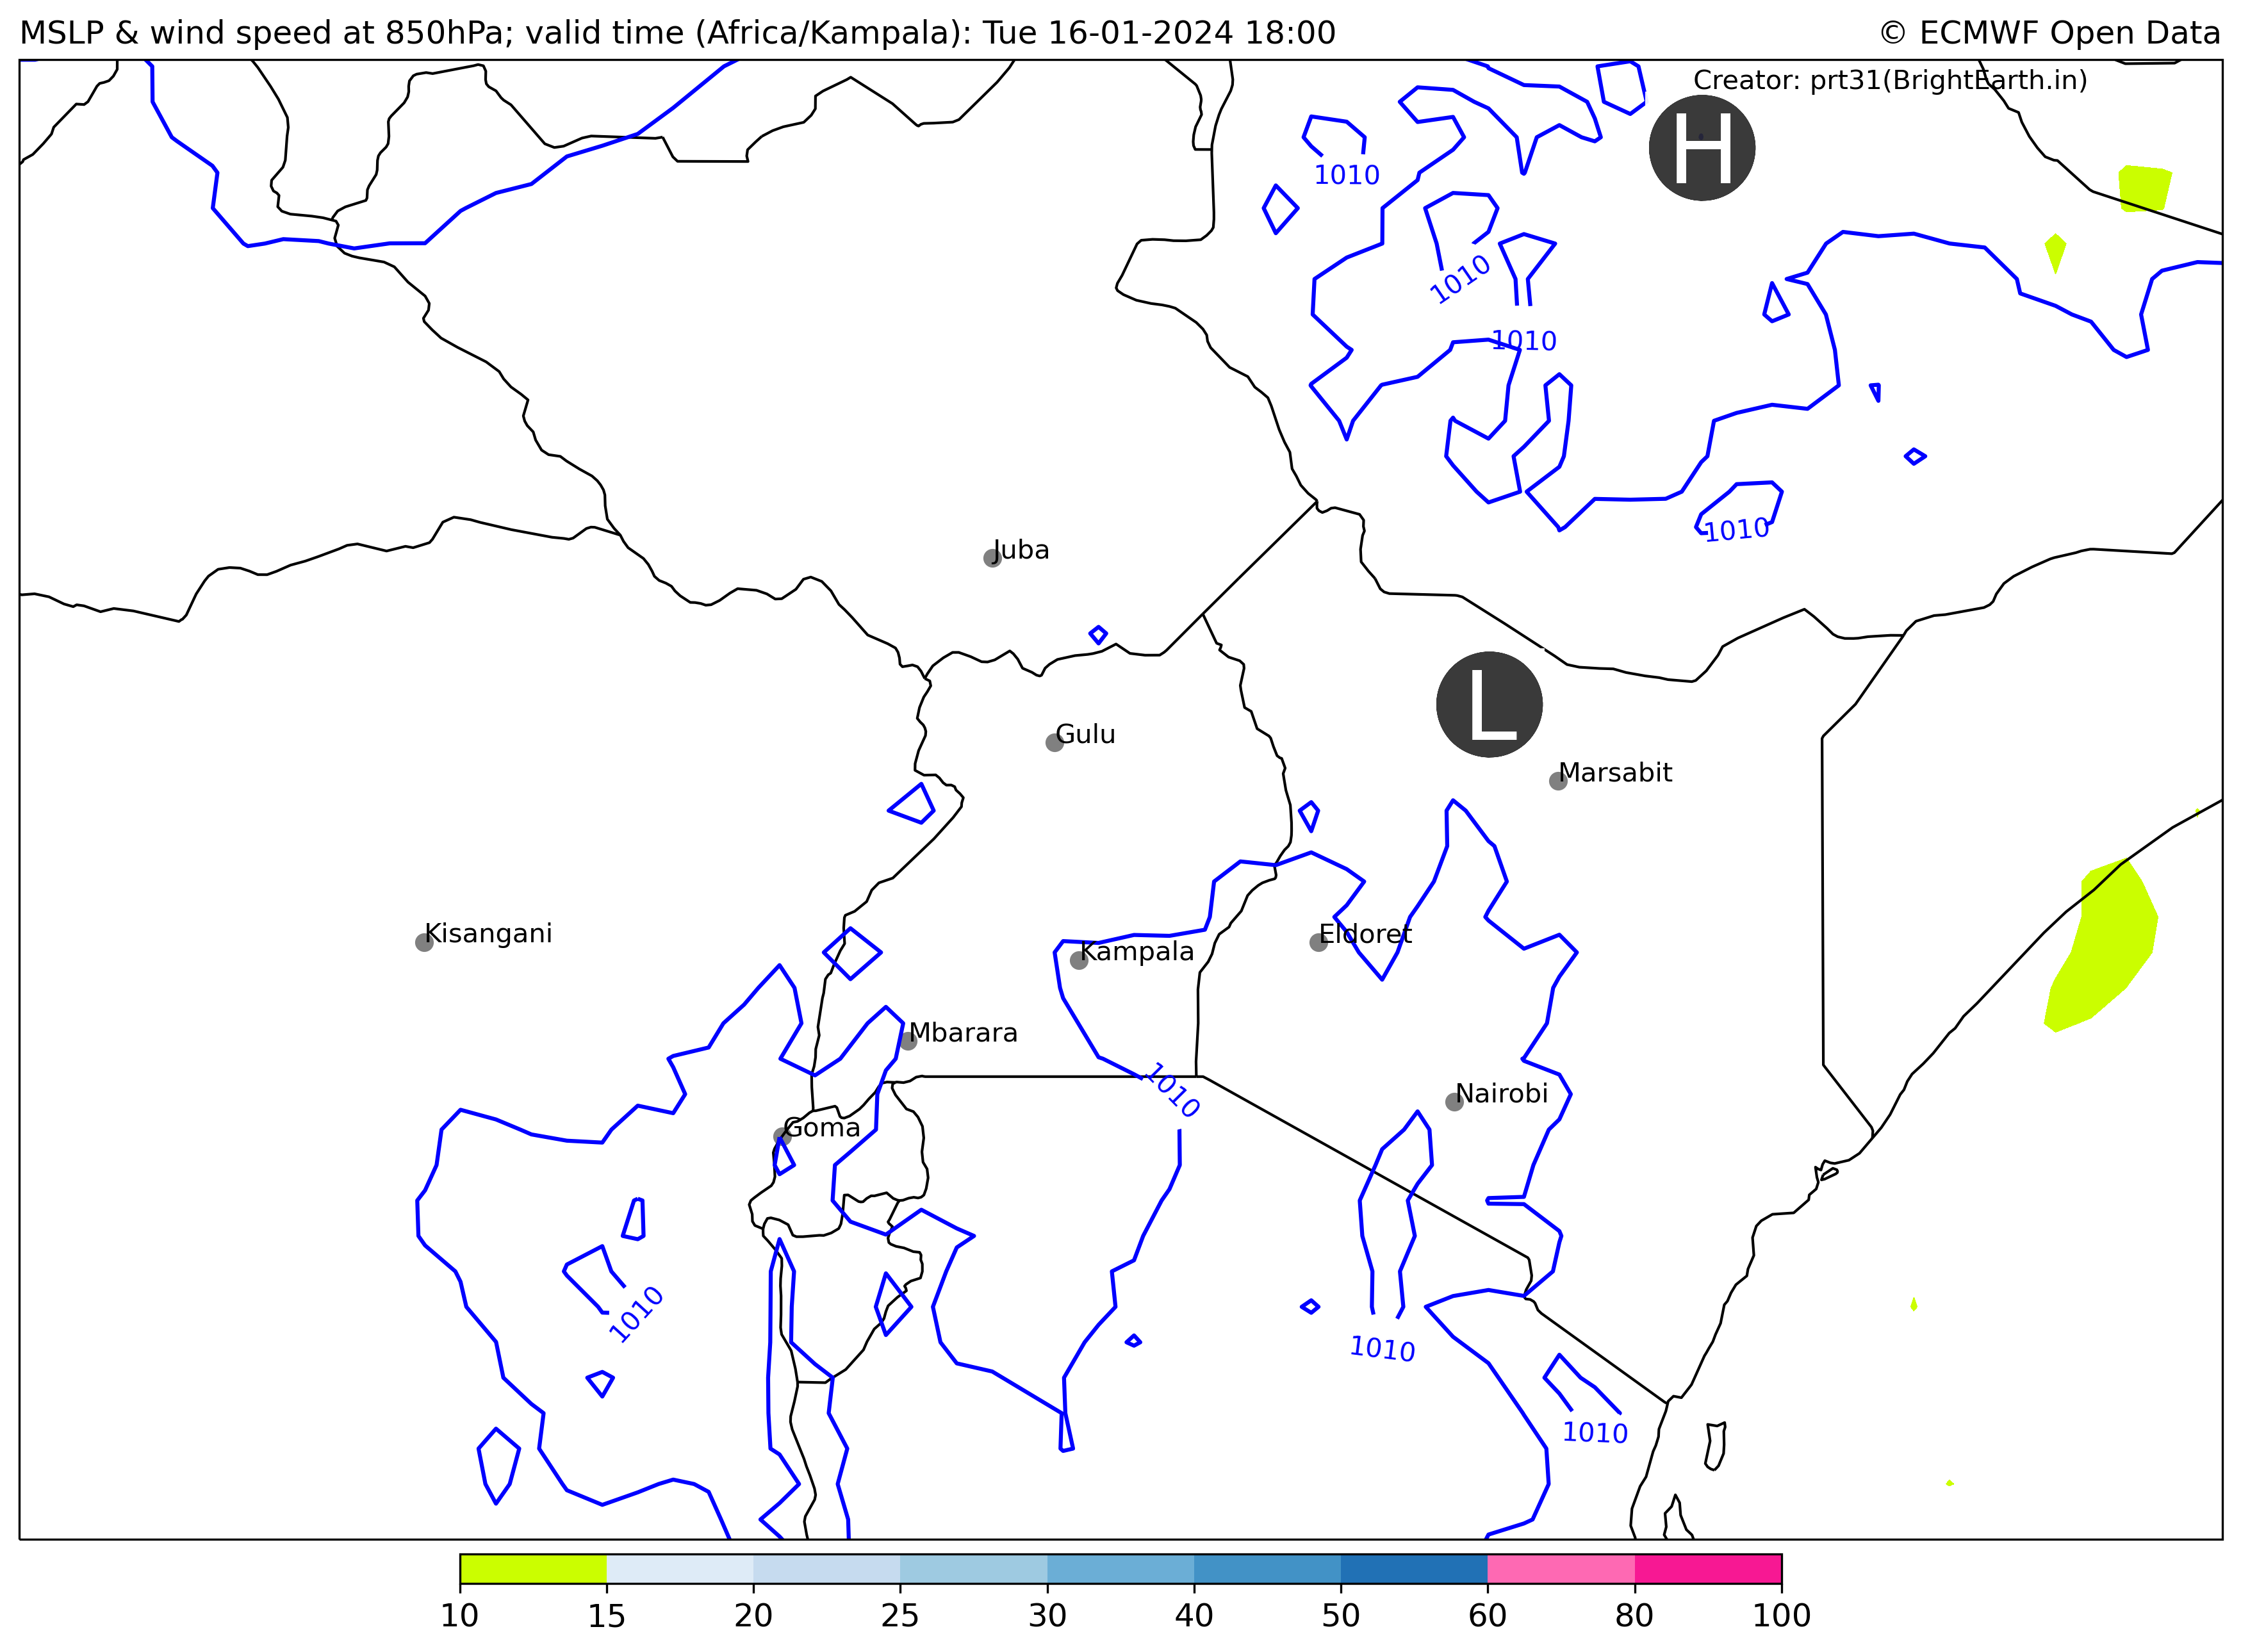 MSLP & wind speed at 850hPa; valid time (Africa/Kampala): Tue 16-01-2024 18:00
© ECMWF Open Data
Creator: prt31(BrightEarth.in)
H
1010
1010
1010
1010
Juba
L
Gulu
Marsabit
Kisangani
Eldoret
Kampala
Mbarara
1010
Nairobi
Goma
1010
1010
1010
10 15 20 25 30 40 50 60 80 100